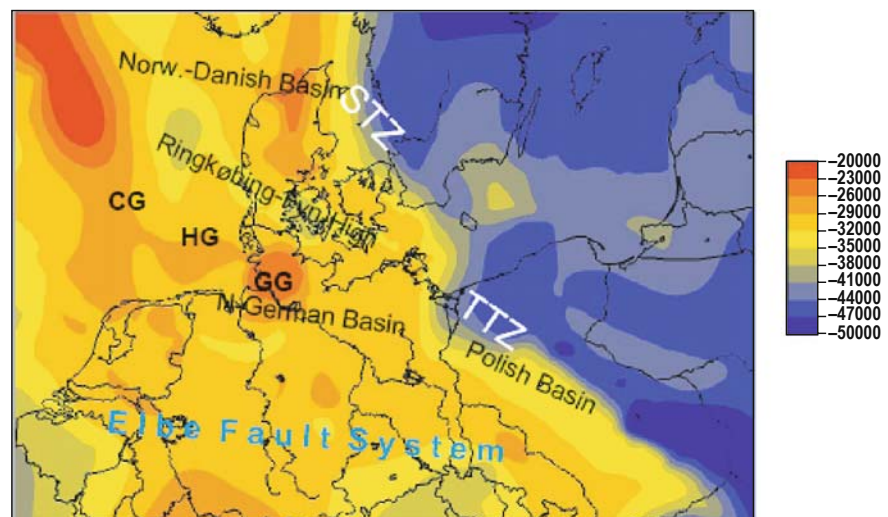 Norw.-Danish Basin
STZ
Ringkøbing-Fyn High
CG
HG
GG
N-German Basin
TTZ
Polish Basin
Elbe Fault System
–20000
–23000
–26000
–29000
–32000
–35000
–38000
–41000
–44000
–47000
–50000